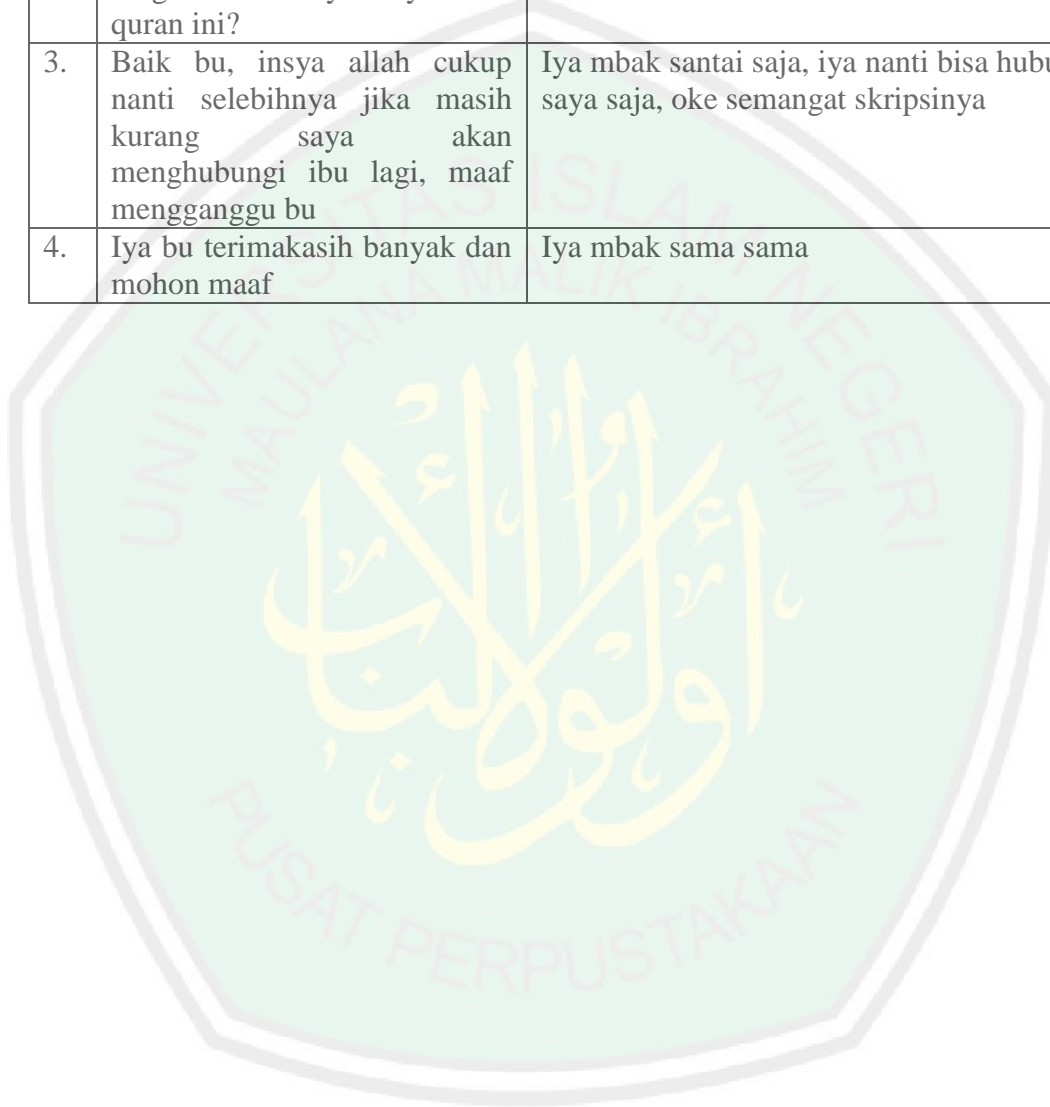 quran ini?
3. Baik bu, insya allah cukup
nanti selebihnya jika masih
kurang saya akan
menghubungi ibu lagi, maaf
mengganggu bu
Iya mbak santai saja, iya nanti bisa
saya saja, oke semangat skripsinya
4. Iya bu terimakasih banyak dan
mohon maaf
Iya mbak sama sama
UNIVERSITAS ISLAM NEGERI
MAULANA MALIK IBRAHIM
أولو الألباب
PUSAT PERPUSTAKAAN